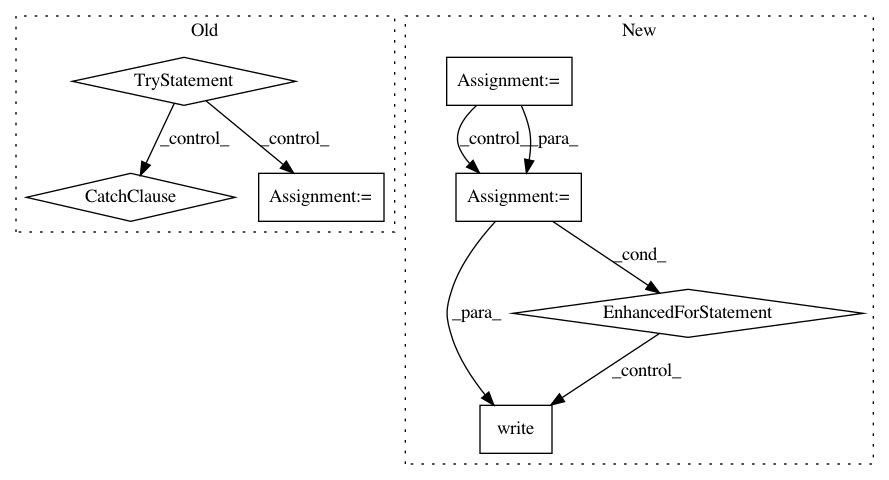 Old
New
TryStatement
Assignment:=
_control_
_control_
_control_
_para_
CatchClause
Assignment:=
Assignment:=
_cond_
_para_
EnhancedForStatement
_control_
write